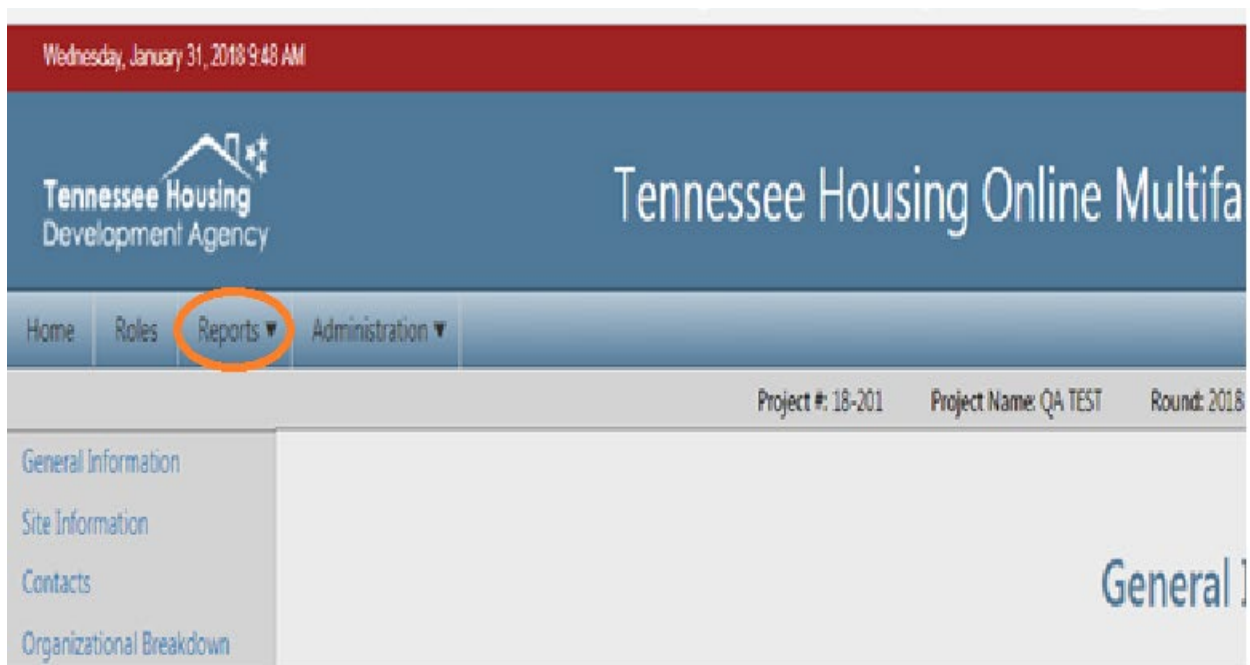 Wednesday, January 31, 2018 9:48 AM
Tennessee Housing
Development Agency
Tennessee Housing Online Multifa
Home Roles Reports ▼ Administration ▼
Project #: 18-201 Project Name: QA TEST Round: 2018
General Information
Site Information
Contacts
General I
Organizational Breakdown